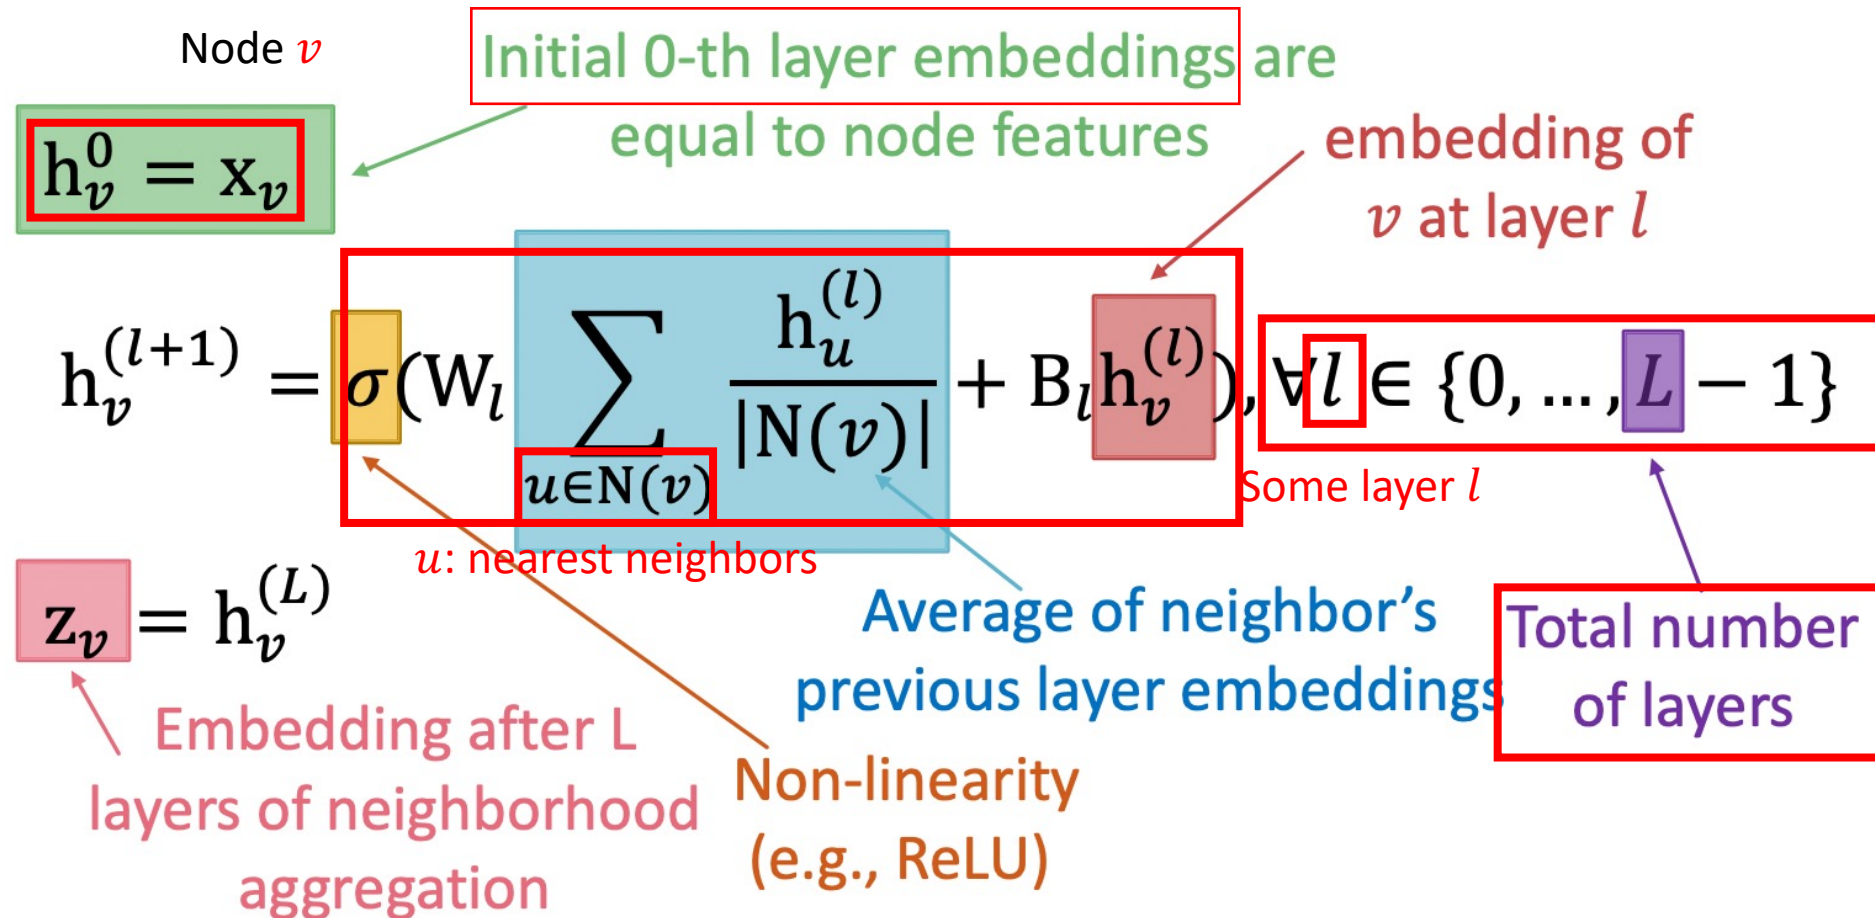 Node 𝑣
Initial 0-th layer embeddings are
equal to node features
h_𝑣^0 = x_𝑣
embedding of
𝑣 at layer 𝑙
h_𝑣^(𝑙+1) = 𝜎(W_𝑙 ∑_{𝑢∈N(𝑣)} h_𝑢^(𝑙) / |N(𝑣)| + B_𝑙 h_𝑣^(𝑙)), ∀𝑙 ∈ {0, …, 𝐿 − 1}
Some layer 𝑙
𝑢: nearest neighbors
z_𝑣 = h_𝑣^(𝐿)
Average of neighbor’s
previous layer embeddings
Total number
of layers
Embedding after L
layers of neighborhood
aggregation
Non-linearity
(e.g., ReLU)